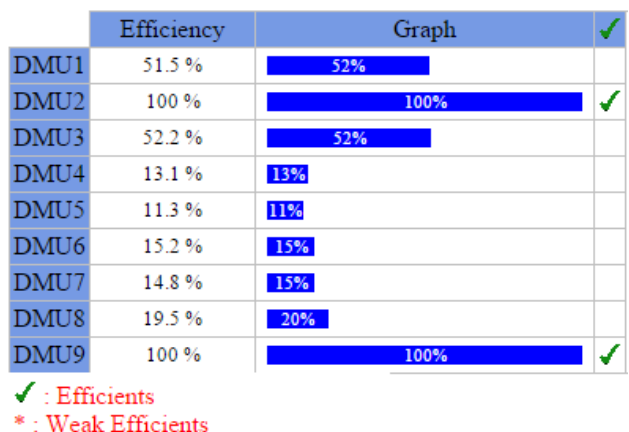 Efficiency Graph ✓
DMU1 51.5 % 52%
DMU2 100 % 100% ✓
DMU3 52.2 % 52%
DMU4 13.1 % 13%
DMU5 11.3 % 11%
DMU6 15.2 % 15%
DMU7 14.8 % 15%
DMU8 19.5 % 20%
DMU9 100 % 100% ✓
✓ : Efficients
* : Weak Efficients